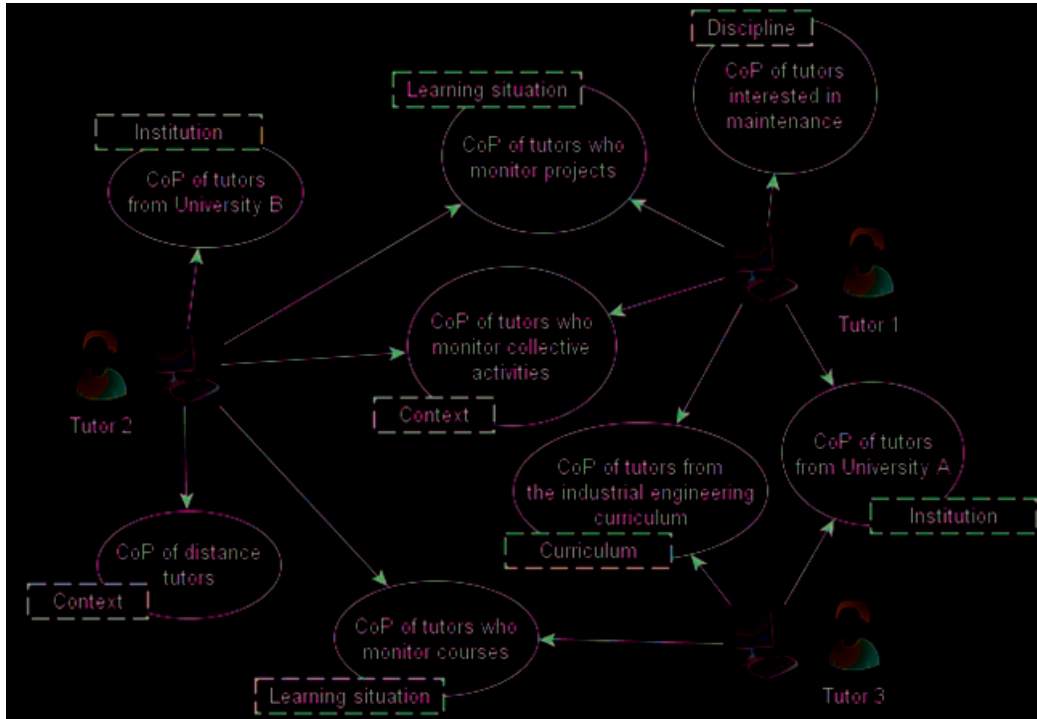 Discipline
CoP of tutors
interested in
maintenance
Learning situation
CoP of tutors who
monitor projects
Institution
CoP of tutors
from University B
CoP of tutors who
monitor collective
activities
Context
Tutor 1
Tutor 2
CoP of tutors
from University A
Institution
CoP of tutors from
the industrial engineering
curriculum
Curriculum
CoP of distance
tutors
Context
CoP of tutors who
monitor courses
Learning situation
Tutor 3